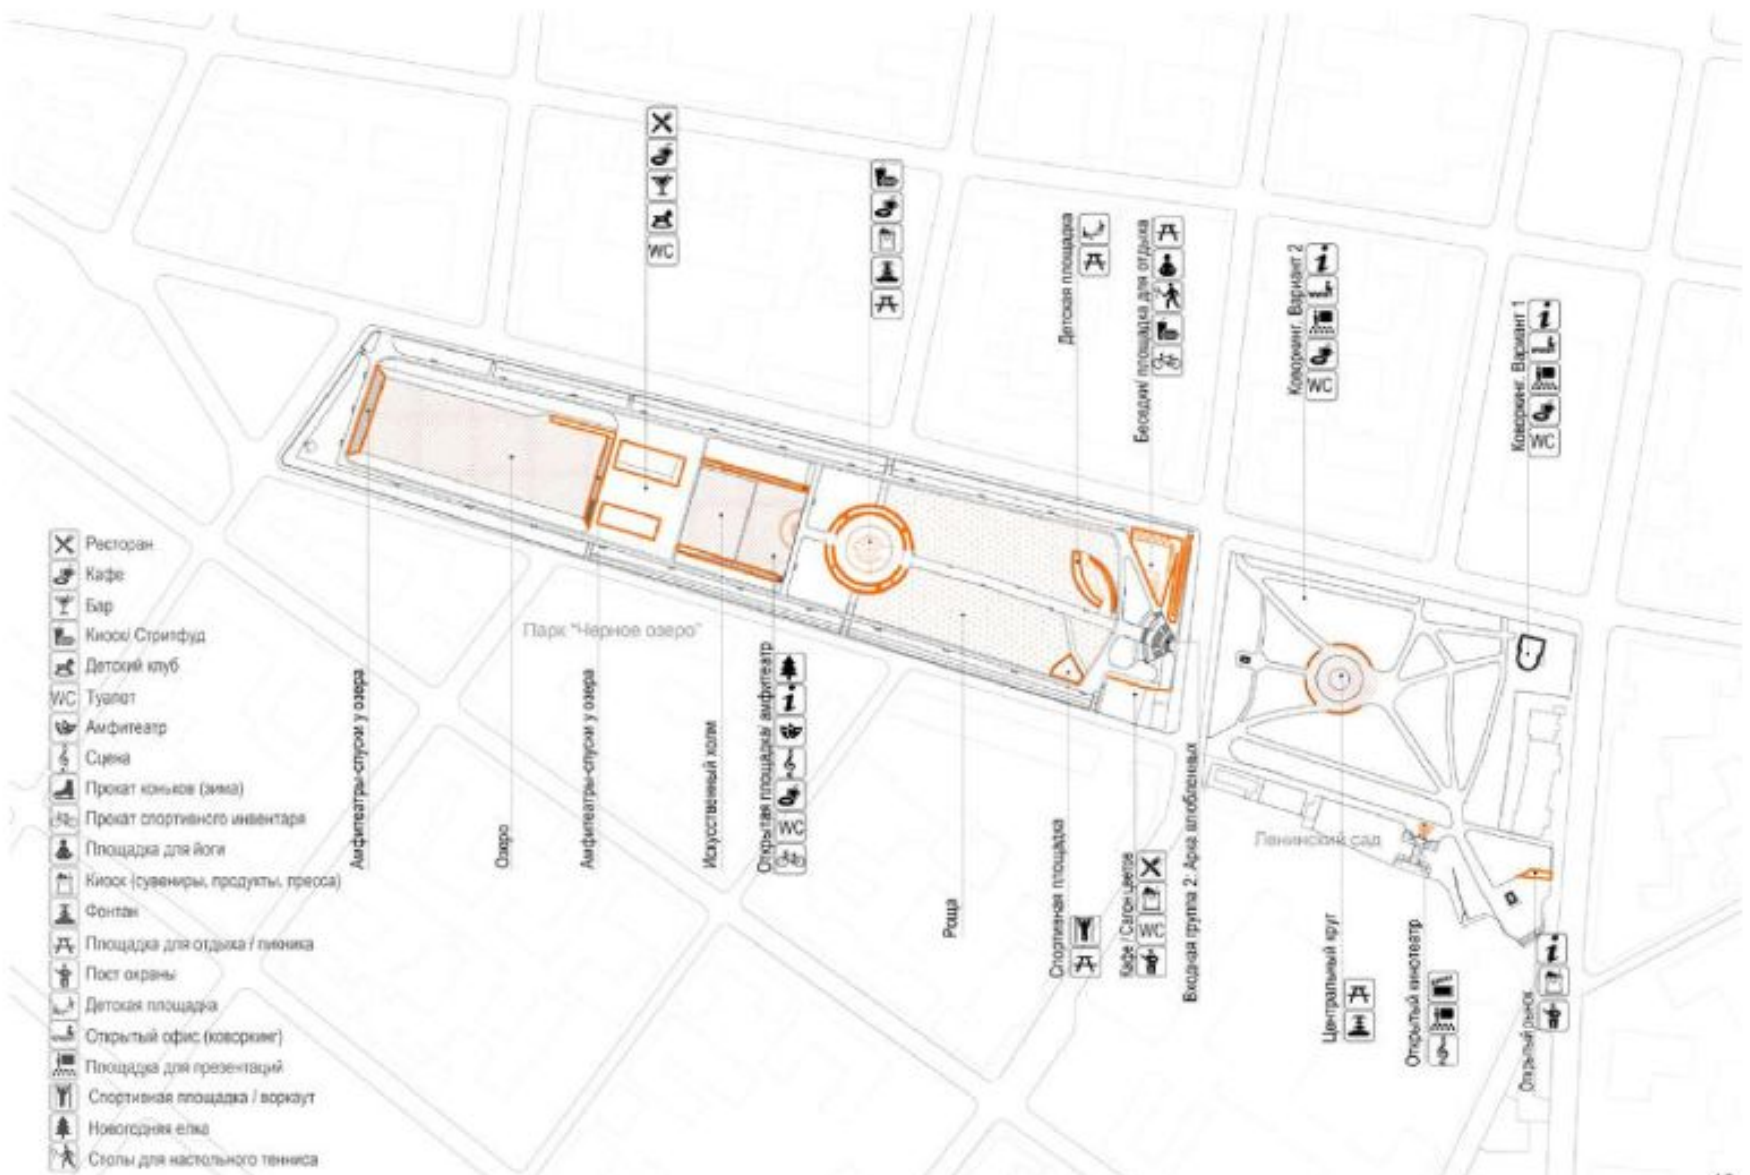 WC
Детская площадка
Беседки/ площадка для отдыха
Коворкинг. Вариант 2
WC
Коворкинг. Вариант 1
WC
Парк "Черное озеро"
Ленинский сад
Амфитеатры-спуски у озера
Озеро
Амфитеатры-спуски у озера
Искусственный холм
Открытая площадка/ амфитеатр
WC
Роща
Спортивная площадка
Кафе / Салон цветов
WC
Входная группа 2: Арка влюбленных
Центральный круг
Открытый кинотеатр
Открытый рынок
Ресторан
Кафе
Бар
Киоск/ Стритфуд
Детский клуб
WC Туалет
Амфитеатр
Сцена
Прокат коньков (зима)
Прокат спортивного инвентаря
Площадка для йоги
Киоск (сувениры, продукты, пресса)
Фонтан
Площадка для отдыха / пикника
Пост охраны
Детская площадка
Открытый офис (коворкинг)
Площадка для презентаций
Спортивная площадка / воркаут
Новогодняя елка
Столы для настольного тенниса